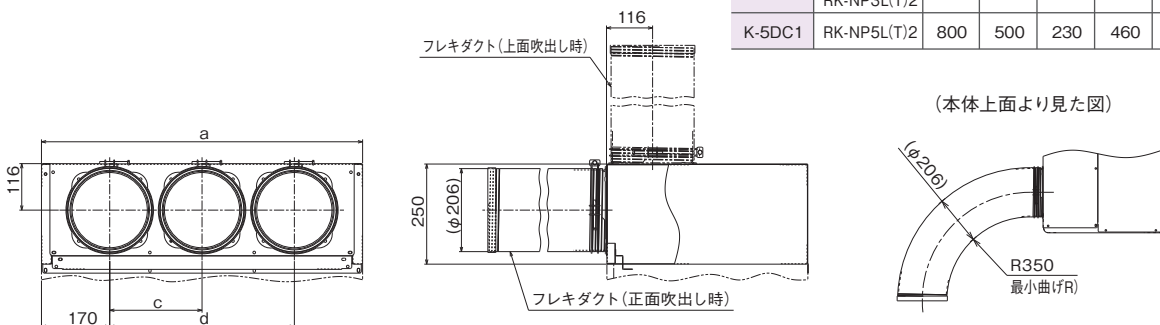 RK-NP3L(T)2
K-5DC1 RK-NP5L(T)2 800 500 230 460
116
フレキダクト(上面吹出し時)
(本体上面より見た図)
a
116
250
(φ206)
(φ206)
R350
最小曲げR)
フレキダクト(正面吹出し時)
c
170
d